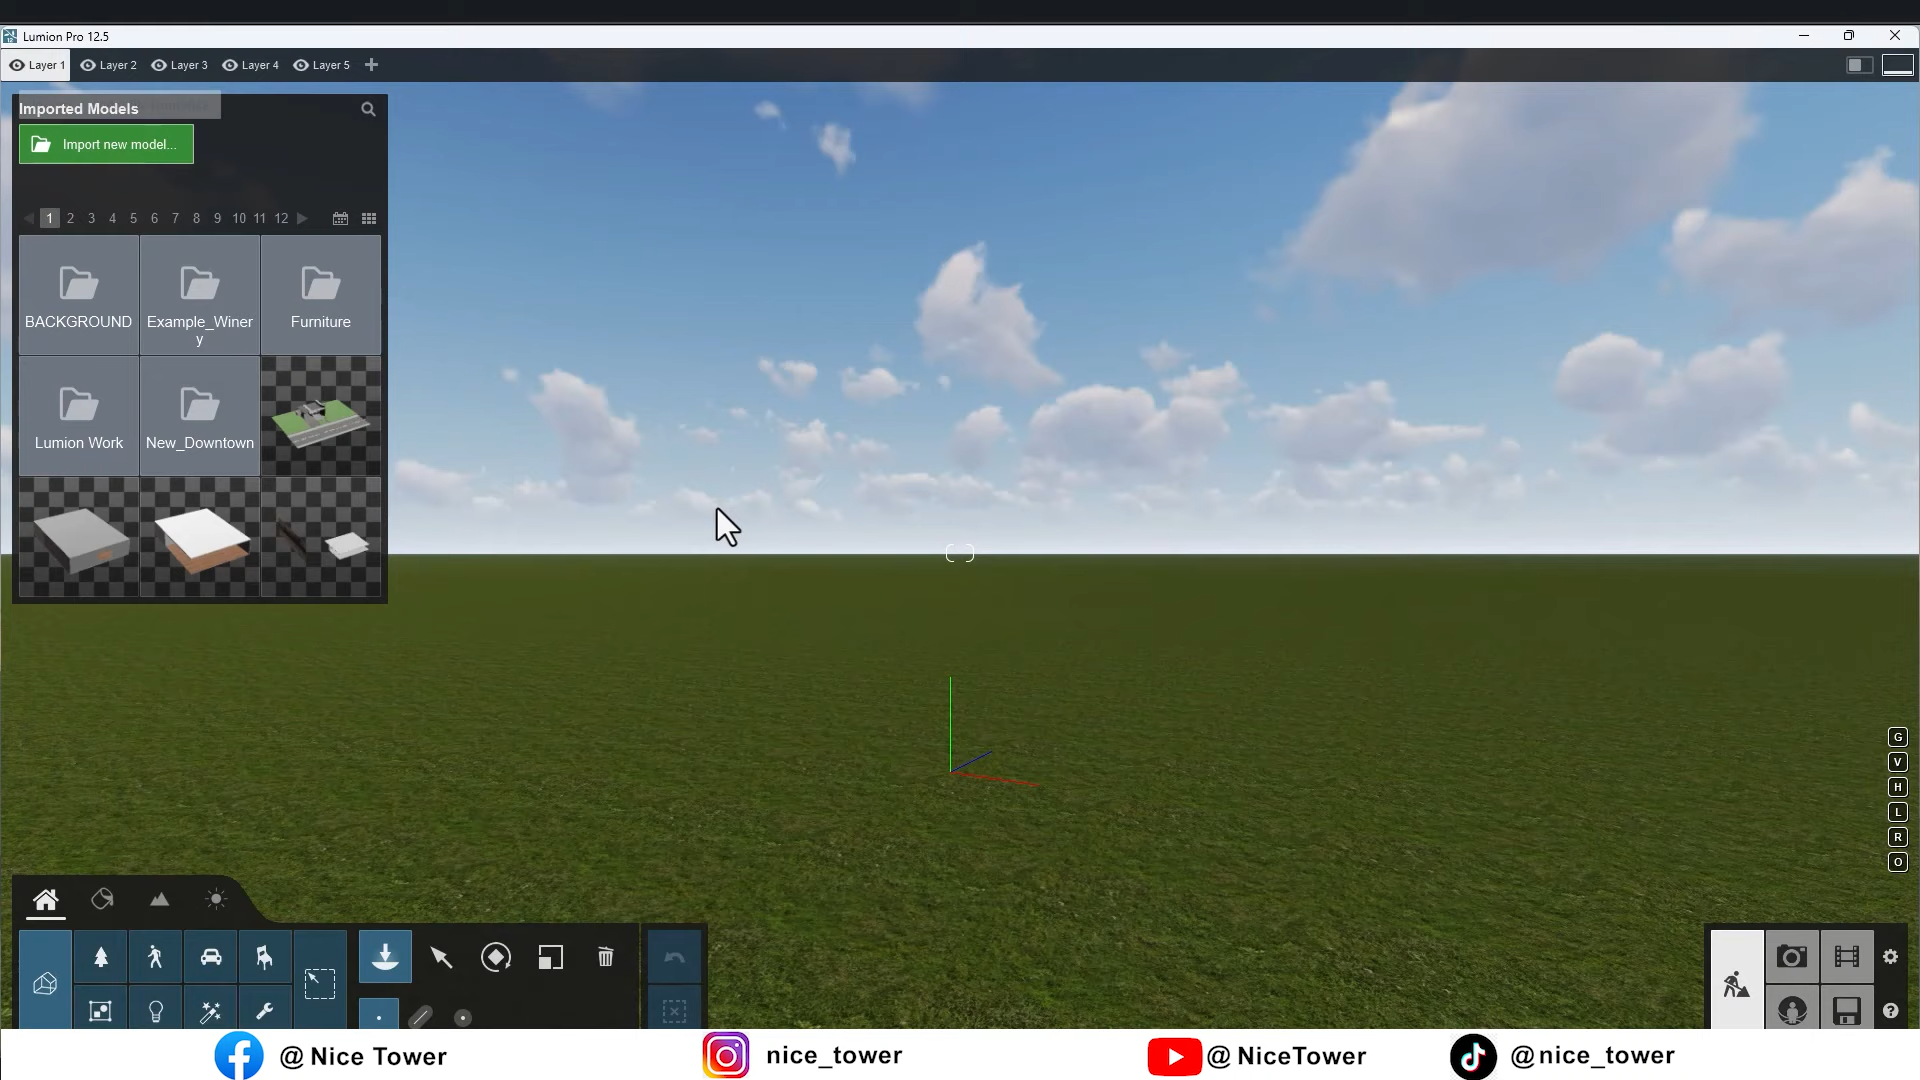 Lumion Pro 12.5
Layer 1 Layer 2 Layer 3 Layer 4 Layer 5
Imported Models
Import new model...
1 2 3 4 5 6 7 8 9 10 11 12
BACKGROUND Example_Winer Furniture
y
Lumion Work New_Downtown
G
V
H
L
R
O
@ Nice Tower nice_tower @ NiceTower @nice_tower